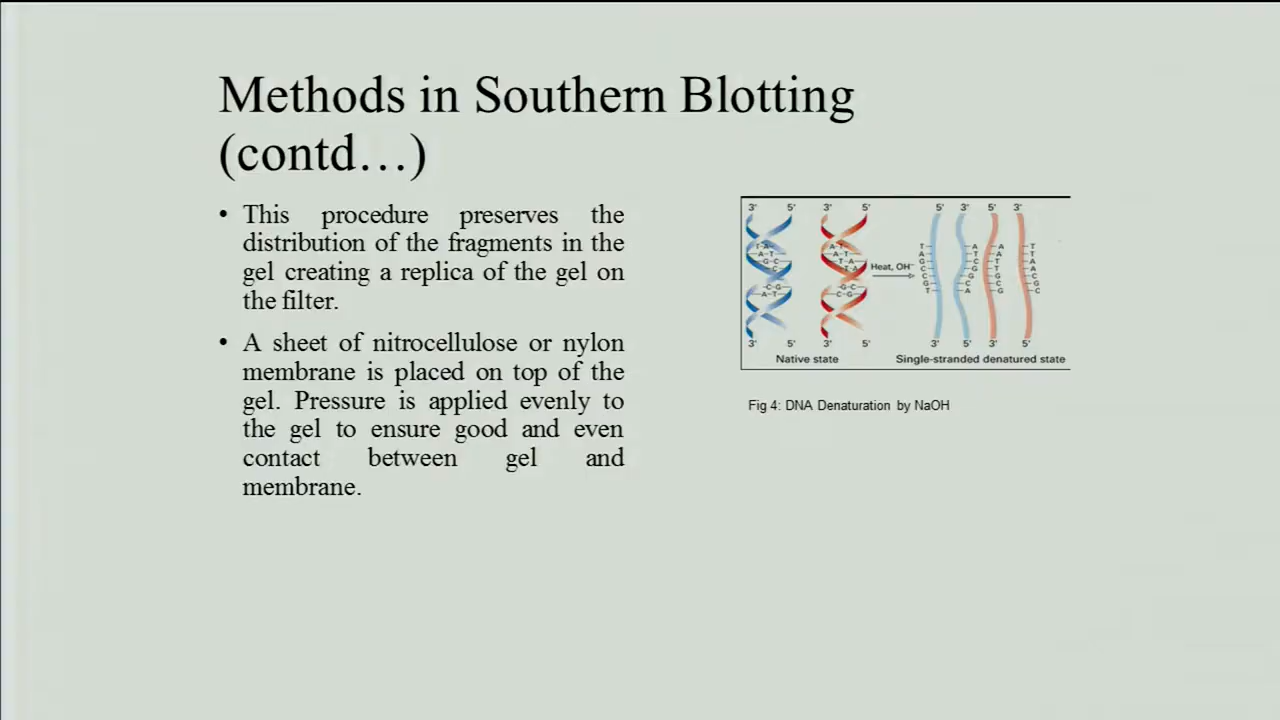 Methods in Southern Blotting
(contd…)
• This procedure preserves the
distribution of the fragments in the
gel creating a replica of the gel on
the filter.
• A sheet of nitrocellulose or nylon
membrane is placed on top of the
gel. Pressure is applied evenly to
the gel to ensure good and even
contact between gel and
membrane.
3' 5' 3' 5' 5' 3' 5' 3'
Heat, OH⁻
3' 5' 3' 5' 3' 5' 3' 5'
Native state Single-stranded denatured state
Fig 4: DNA Denaturation by NaOH